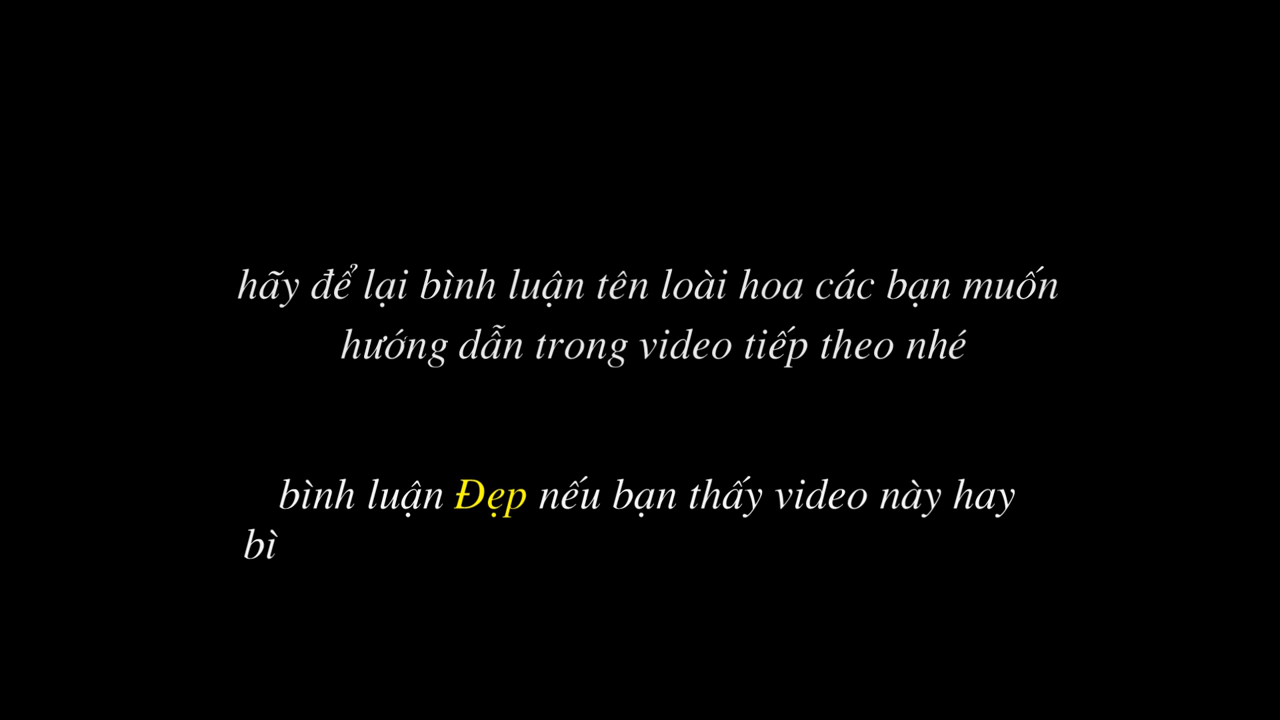 hãy để lại bình luận tên loài hoa các bạn muốn
hướng dẫn trong video tiếp theo nhé
bình luận Đẹp nếu bạn thấy video này hay
bì